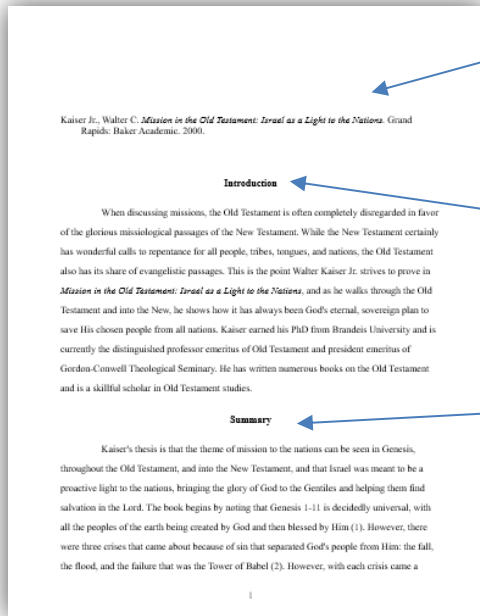 Kaiser Jr., Walter C. Mission in the Old Testament: Israel as a Light to the Nations. Grand
Rapids: Baker Academic. 2000.
Introduction
When discussing missions, the Old Testament is often completely disregarded in favor
of the glorious missiological passages of the New Testament. While the New Testament certainly
has wonderful calls to repentance for all people, tribes, tongues, and nations, the Old Testament
also has its share of evangelistic passages. This is the point Walter Kaiser Jr. strives to prove in
Mission in the Old Testament: Israel as a Light to the Nations, and as he walks through the Old
Testament and into the New, he shows how it has always been God's eternal, sovereign plan to
save His chosen people from all nations. Kaiser earned his PhD from Brandeis University and is
currently the distinguished professor emeritus of Old Testament and president emeritus of
Gordon-Conwell Theological Seminary. He has written numerous books on the Old Testament
and is a skillful scholar in Old Testament studies.
Summary
Kaiser's thesis is that the theme of mission to the nations can be seen in Genesis,
throughout the Old Testament, and into the New Testament, and that Israel was meant to be a
proactive light to the nations, bringing the glory of God to the Gentiles and helping them find
salvation in the Lord. The book begins by noting that Genesis 1-11 is decidedly universal, with
all the peoples of the earth being created by God and then blessed by Him (1). However, there
were three crises that came about because of sin that separated God's people from Him: the fall,
the flood, and the failure that was the Tower of Babel (2). However, with each crisis came a
1